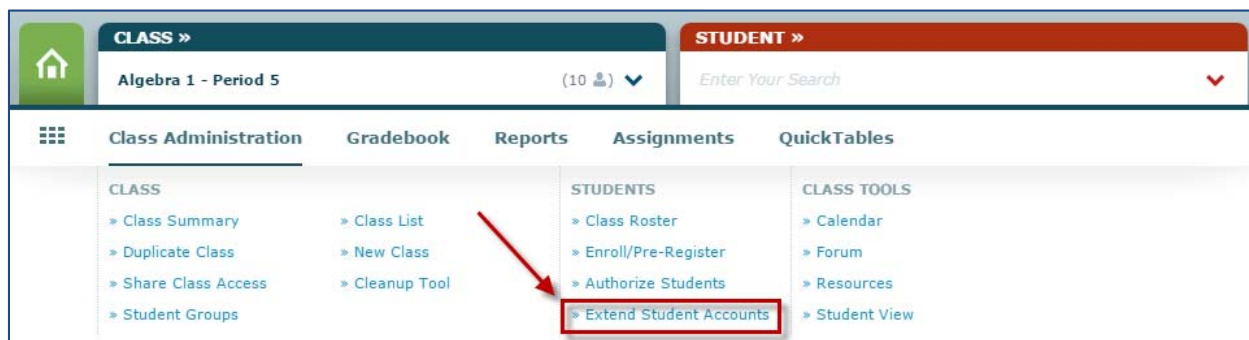 CLASS »
STUDENT »
Algebra 1 - Period 5 (10 )
Enter Your Search
Class Administration Gradebook Reports Assignments QuickTables
CLASS
» Class Summary
» Duplicate Class
» Share Class Access
» Student Groups
» Class List
» New Class
» Cleanup Tool
STUDENTS
» Class Roster
» Enroll/Pre-Register
» Authorize Students
» Extend Student Accounts
CLASS TOOLS
» Calendar
» Forum
» Resources
» Student View